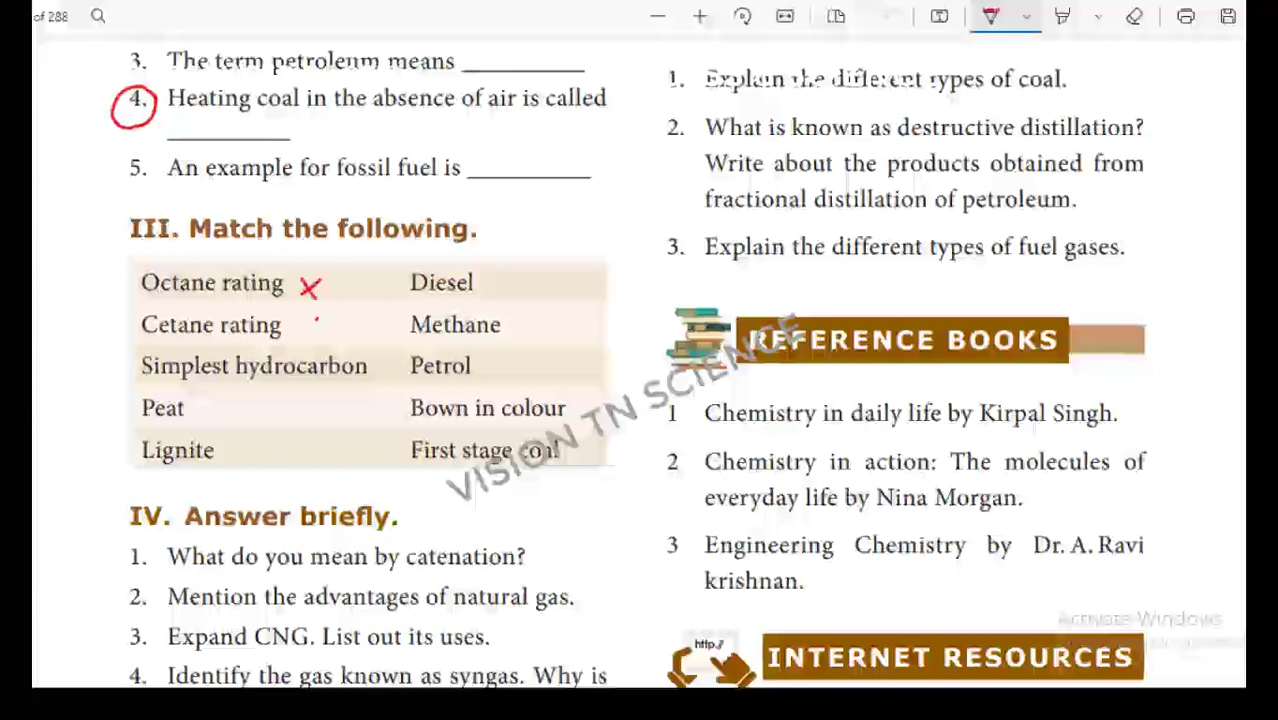 of 288
3. The term petroleum means __________
4. Heating coal in the absence of air is called
__________
5. An example for fossil fuel is __________
III. Match the following.
Octane rating Diesel
Cetane rating Methane
Simplest hydrocarbon Petrol
Peat Bown in colour
Lignite First stage coal
IV. Answer briefly.
1. What do you mean by catenation?
2. Mention the advantages of natural gas.
3. Expand CNG. List out its uses.
4. Identify the gas known as syngas. Why is
1. Explain the different types of coal.
2. What is known as destructive distillation?
Write about the products obtained from
fractional distillation of petroleum.
3. Explain the different types of fuel gases.
REFERENCE BOOKS
1 Chemistry in daily life by Kirpal Singh.
2 Chemistry in action: The molecules of
everyday life by Nina Morgan.
3 Engineering Chemistry by Dr. A. Ravi
krishnan.
http://
INTERNET RESOURCES
VISION TN SCIENCE
Activate Windows